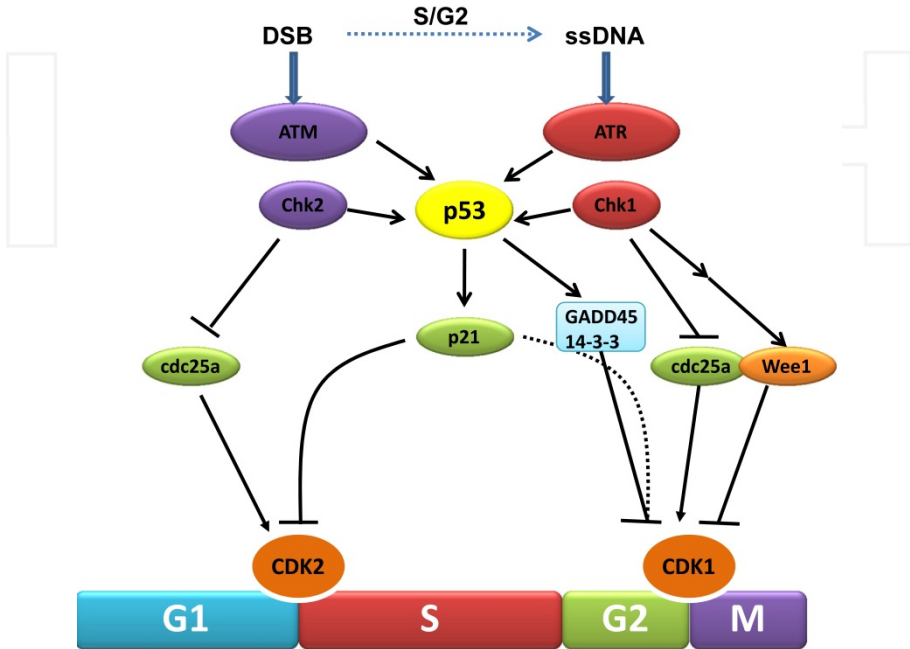 S/G2
DSB
ssDNA
ATM
ATR
Chk2
p53
Chk1
GADD45
14-3-3
p21
cdc25a
cdc25a
Wee1
CDK2
CDK1
G1
S
G2
M